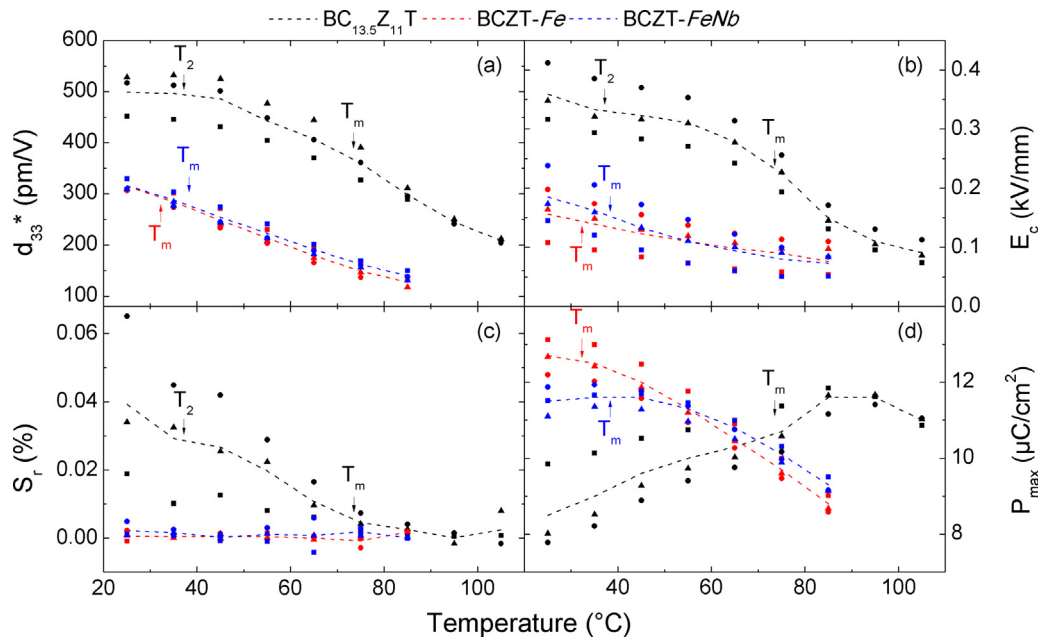 BC13.5Z11T BCZT-Fe BCZT-FeNb
600
500
400
300
200
100
d33* (pm/V)
T2
Tm
Tm
Tm
(a)
0.4
0.3
0.2
0.1
0.0
Ec (kV/mm)
T2
Tm
Tm
Tm
(b)
0.06
0.04
0.02
0.00
Sr (%)
T2
Tm
(c)
12
10
8
Pmax (µC/cm2)
Tm
Tm
Tm
(d)
20 40 60 80 100
40 60 80 100
Temperature (°C)